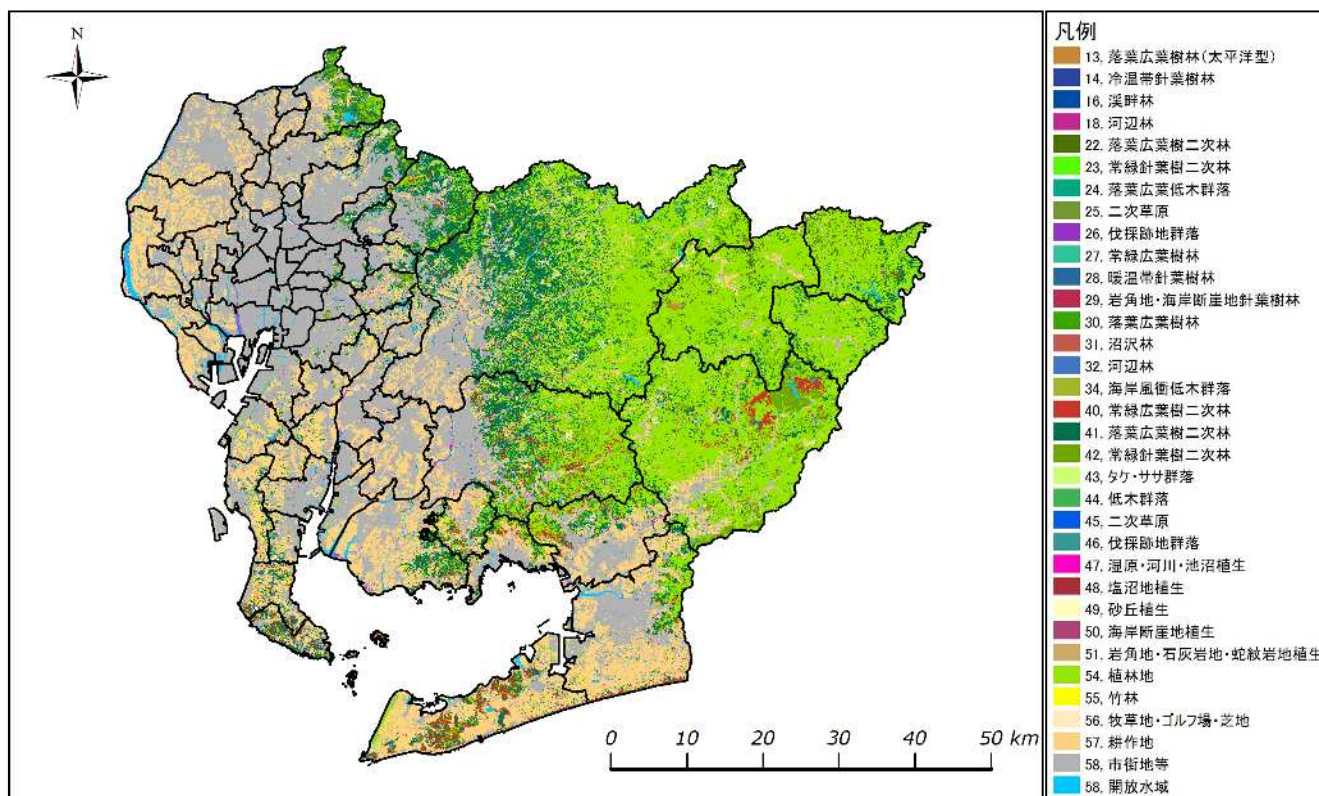 N
0 10 20 30 40 50 km
凡例
13, 落葉広葉樹林(太平洋型)
14, 冷温帯針葉樹林
16, 渓畔林
18, 河辺林
22, 落葉広葉樹二次林
23, 常緑針葉樹二次林
24, 落葉広葉低木群落
25, 二次草原
26, 伐採跡地群落
27, 常緑広葉樹林
28, 暖温帯針葉樹林
29, 岩角地・海岸断崖地針葉樹林
30, 落葉広葉樹林
31, 沼沢林
32, 河辺林
34, 海岸風衝低木群落
40, 常緑広葉樹二次林
41, 落葉広葉樹二次林
42, 常緑針葉樹二次林
43, タケ・ササ群落
44, 低木群落
45, 二次草原
46, 伐採跡地群落
47, 湿原・河川・池沼植生
48, 塩沼地植生
49, 砂丘植生
50, 海岸断崖地植生
51, 岩角地・石灰岩地・蛇紋岩地植生
54, 植林地
55, 竹林
56, 牧草地・ゴルフ場・芝地
57, 耕作地
58, 市街地等
58, 開放水域